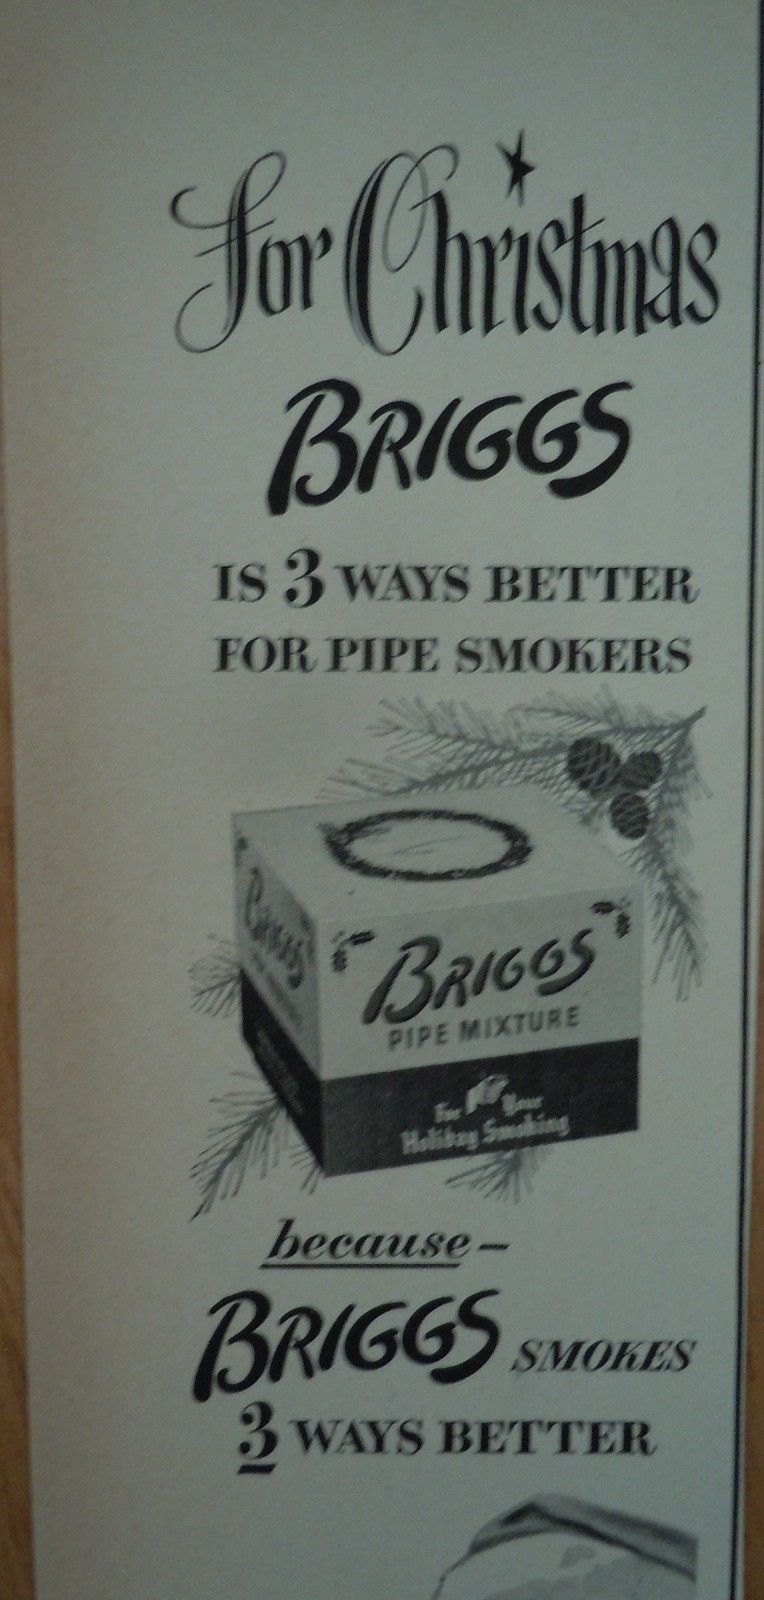 For Christmas
BRIGGS
IS 3 WAYS BETTER
FOR PIPE SMOKERS
BRIGGS
BRIGGS
PIPE MIXTURE
For Your
Holiday Smoking
because—
BRIGGS SMOKES
3 WAYS BETTER